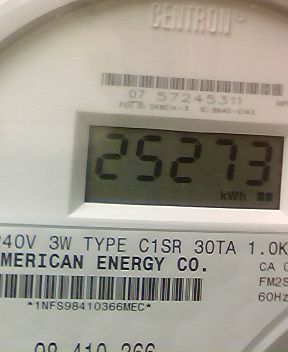 CENTRON®
07 57245311
25273
kWh
240V 3W TYPE C1SR 30TA 1.0K
AMERICAN ENERGY CO.
CA
FM2S
60Hz
*1NFS98410366MEC*
98 410 366